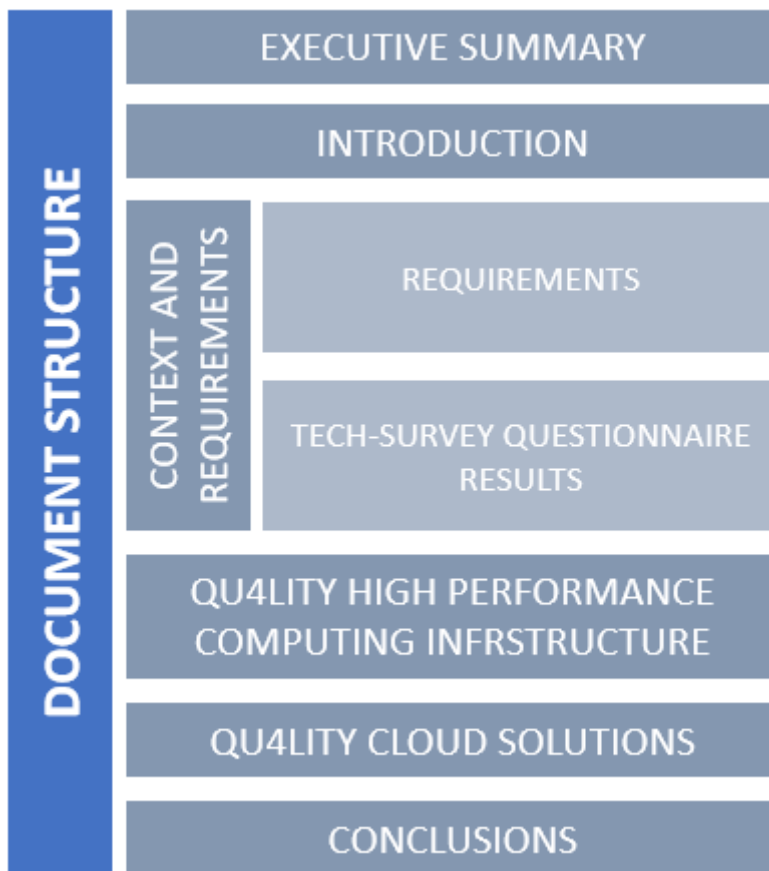 DOCUMENT STRUCTURE
EXECUTIVE SUMMARY
INTRODUCTION
CONTEXT AND
REQUIREMENTS
REQUIREMENTS
TECH-SURVEY QUESTIONNAIRE
RESULTS
QU4LITY HIGH PERFORMANCE
COMPUTING INFRSTRUCTURE
QU4LITY CLOUD SOLUTIONS
CONCLUSIONS